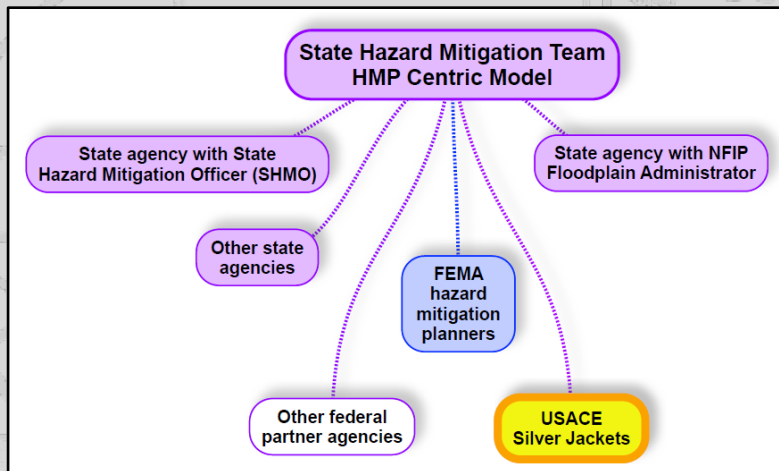 State Hazard Mitigation Team
HMP Centric Model
State agency with State
Hazard Mitigation Officer (SHMO)
State agency with NFIP
Floodplain Administrator
Other state
agencies
FEMA
hazard
mitigation
planners
Other federal
partner agencies
USACE
Silver Jackets